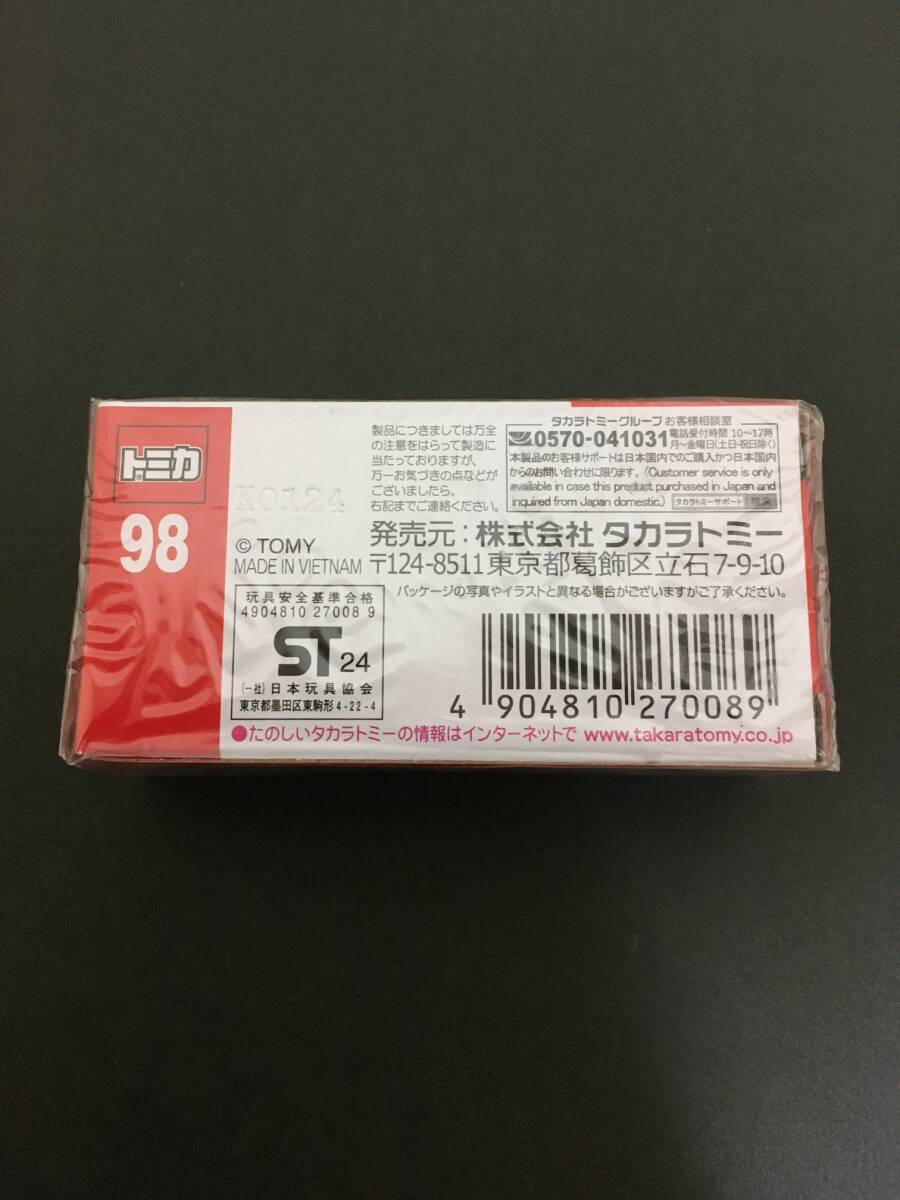 トミカ
98
K0124
© TOMY
MADE IN VIETNAM
製品につきましては万全
の注意をはらって製造に
当たっておりますが、
万一お気づきの点などが
ございましたら、
右記までご連絡ください。
タカラトミーグループお客様相談室
0570-041031
電話受付時間 10～17時
月～金曜日(土日・祝日除く)
本製品のお客様サポートは日本国内でのご購入かつ日本国内
からのお問い合わせに限ります。(Customer service is only
available in case this product purchased in Japan and
inquired from Japan domestic.)
タカラトミーサポート
発売元：株式会社 タカラトミー
〒124-8511 東京都葛飾区立石7-9-10
パッケージの写真やイラストと異なる場合がございますがご了承ください。
玩具安全基準合格
4904810 27008 9
ST 24
(一社)日本玩具協会
東京都墨田区東駒形4-22-4
4 904810 270089
●たのしいタカラトミーの情報はインターネットで www.takaratomy.co.jp